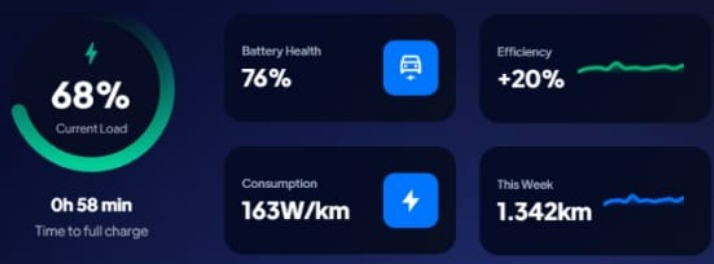 68%
Current Load
0h 58 min
Time to full charge
Battery Health
76%
Efficiency
+20%
Consumption
163W/km
This Week
1.342km